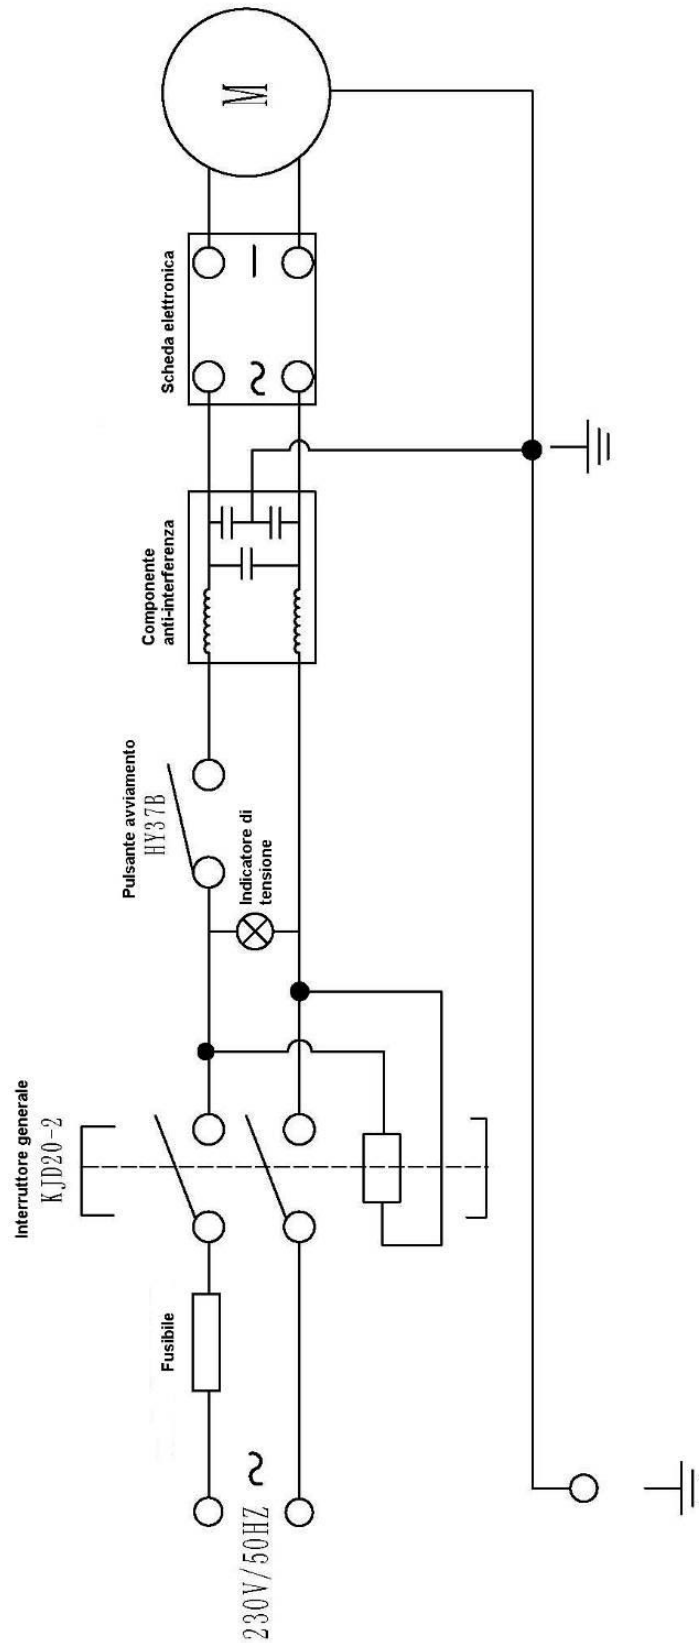 230V/50HZ
Fusibile
Interruttore generale
KJD20-2
Indicatore di
tensione
Pulsante avviamento
HY37B
Componente
anti-interferenza
Scheda elettronica
M